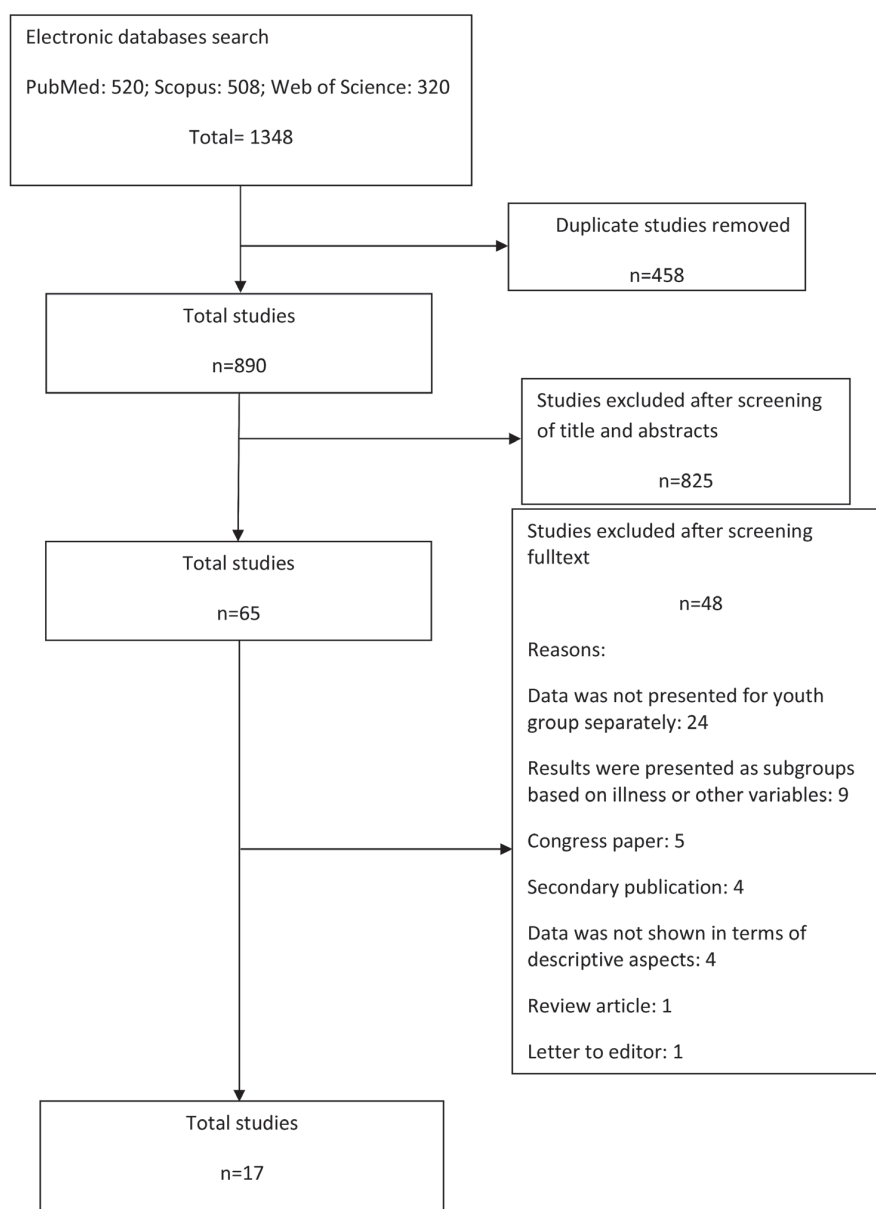 Electronic databases search
PubMed: 520; Scopus: 508; Web of Science: 320
Total= 1348
Duplicate studies removed
n=458
Total studies
n=890
Studies excluded after screening
of title and abstracts
n=825
Total studies
n=65
Studies excluded after screening
fulltext
n=48
Reasons:
Data was not presented for youth
group separately: 24
Results were presented as subgroups
based on illness or other variables: 9
Congress paper: 5
Secondary publication: 4
Data was not shown in terms of
descriptive aspects: 4
Review article: 1
Letter to editor: 1
Total studies
n=17